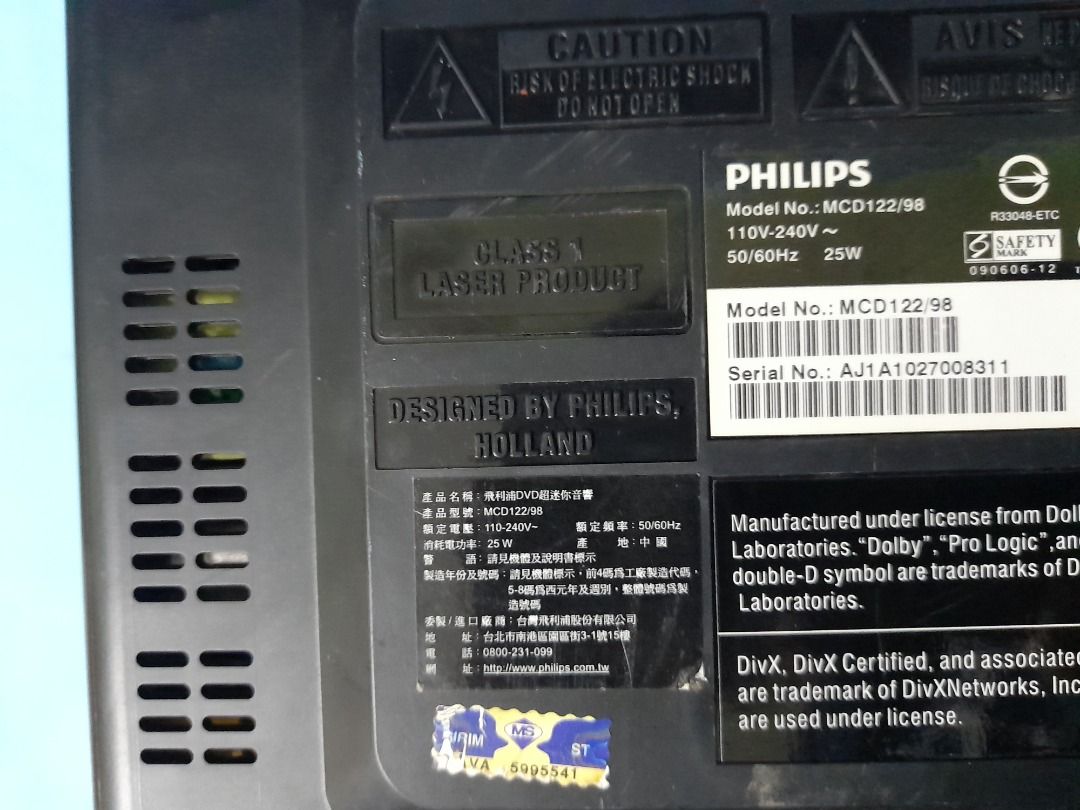 CAUTION
RISK OF ELECTRIC SHOCK
DO NOT OPEN
AVIS
RISQUE DE CHOC
CLASS 1
LASER PRODUCT
DESIGNED BY PHILIPS,
HOLLAND
PHILIPS
Model No.: MCD122/98
110V-240V ~
50/60Hz 25W
R33048-ETC
S SAFETY
MARK
090606-12
Model No.: MCD122/98
Serial No.: AJ1A1027008311
產品名稱：飛利浦DVD超迷你音響
產品型號：MCD122/98
額定電壓：110-240V~ 額定頻率：50/60Hz
消耗電功率：25 W 產 地：中 國
警 語：請見機體及說明書標示
製造年份及號碼：請見機體標示，前4碼爲工廠製造代碼，
5-8碼爲西元年及週別，整體號碼爲製
造號碼
委製/進口廠商：台灣飛利浦股份有限公司
地 址：台北市南港區園區街3-1號15樓
電 話：0800-231-099
網 址：http://www.philips.com.tw
Manufactured under license from
Laboratories. “Dolby”, “Pro Logic”,
double-D symbol are trademarks of
Laboratories.
DivX, DivX Certified, and
are trademark of DivXNetworks,
are used under license.
SIRIM MS ST
5995541